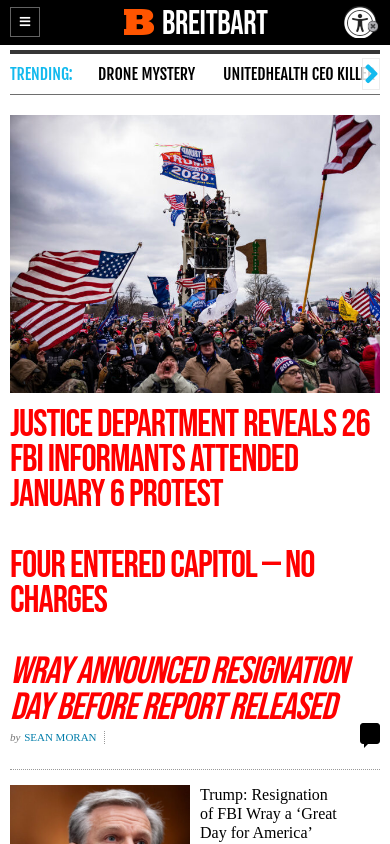 BREITBART
TRENDING: DRONE MYSTERY UNITEDHEALTH CEO
TRUMP
2020
JUSTICE DEPARTMENT REVEALS 26
FBI INFORMANTS ATTENDED
JANUARY 6 PROTEST
FOUR ENTERED CAPITOL — NO
CHARGES
WRAY ANNOUNCED RESIGNATION
DAY BEFORE REPORT RELEASED
by SEAN MORAN
Trump: Resignation
of FBI Wray a ‘Great
Day for America’